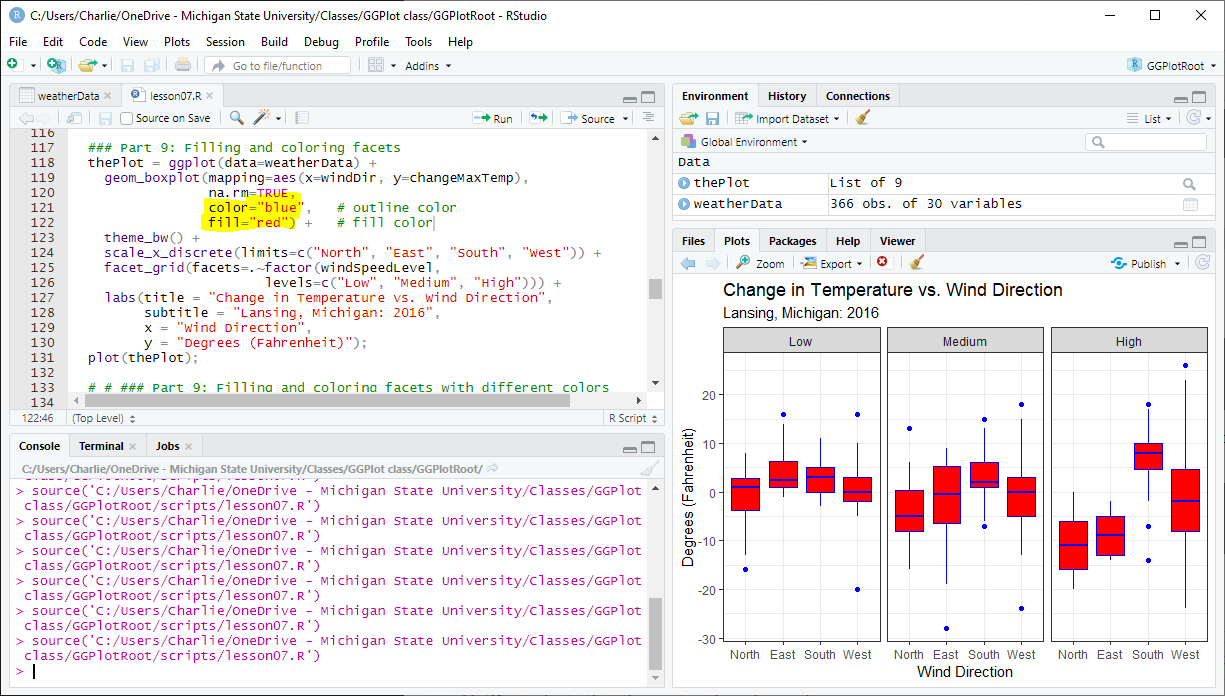 C:/Users/Charlie/OneDrive - Michigan State University/Classes/GGPlot class/GGPlotRoot - RStudio
File Edit Code View Plots Session Build Debug Profile Tools Help
Go to file/function Addins GGPlotRoot
weatherData lesson07.R
Source on Save Run Source
116
117 ### Part 9: Filling and coloring facets
118 thePlot = ggplot(data=weatherData) +
119 geom_boxplot(mapping=aes(x=windDir, y=changeMaxTemp),
120 na.rm=TRUE,
121 color="blue", # outline color
122 fill="red") + # fill color
123 theme_bw() +
124 scale_x_discrete(limits=c("North", "East", "South", "West")) +
125 facet_grid(facets=.~factor(windSpeedLevel,
126 levels=c("Low", "Medium", "High"))) +
127 labs(title = "Change in Temperature vs. Wind Direction",
128 subtitle = "Lansing, Michigan: 2016",
129 x = "Wind Direction",
130 y = "Degrees (Fahrenheit)");
131 plot(thePlot);
132
133 # # ### Part 9: Filling and coloring facets with different colors
134
122:46 (Top Level) R Script
Console Terminal Jobs
C:/Users/Charlie/OneDrive - Michigan State University/Classes/GGPlot class/GGPlotRoot/
class/GGPlotRoot/scripts/lesson07.R')
> source('C:/Users/Charlie/OneDrive - Michigan State University/Classes/GGPlot
class/GGPlotRoot/scripts/lesson07.R')
> source('C:/Users/Charlie/OneDrive - Michigan State University/Classes/GGPlot
class/GGPlotRoot/scripts/lesson07.R')
> source('C:/Users/Charlie/OneDrive - Michigan State University/Classes/GGPlot
class/GGPlotRoot/scripts/lesson07.R')
> source('C:/Users/Charlie/OneDrive - Michigan State University/Classes/GGPlot
class/GGPlotRoot/scripts/lesson07.R')
> source('C:/Users/Charlie/OneDrive - Michigan State University/Classes/GGPlot
class/GGPlotRoot/scripts/lesson07.R')
> source('C:/Users/Charlie/OneDrive - Michigan State University/Classes/GGPlot
class/GGPlotRoot/scripts/lesson07.R')
>
Environment History Connections
Import Dataset List
Global Environment
Data
thePlot List of 9
weatherData 366 obs. of 30 variables
Files Plots Packages Help Viewer
Zoom Export Publish
Change in Temperature vs. Wind Direction
Lansing, Michigan: 2016
Low Medium High
20
10
0
-10
-20
-30
Degrees (Fahrenheit)
North East South West North East South West North East South West
Wind Direction